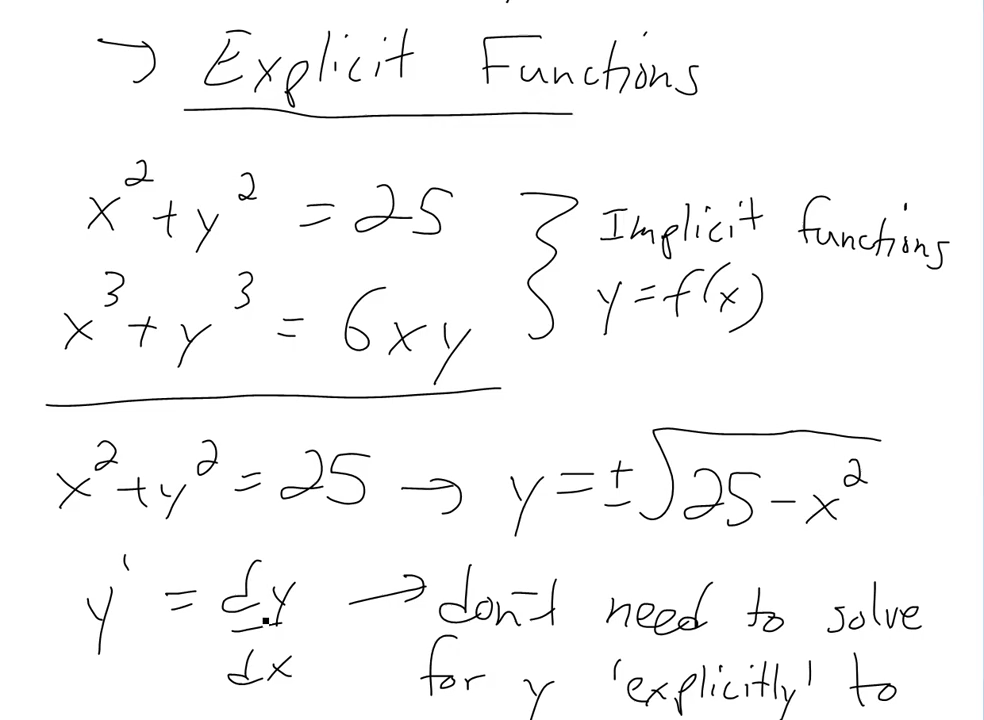 → Explicit Functions
x² + y² = 25 } Implicit functions
x³ + y³ = 6xy } y = f(x)
x² + y² = 25 → y = ±√(25 - x²)
y' = dy/dx → don't need to solve
for y 'explicitly' to